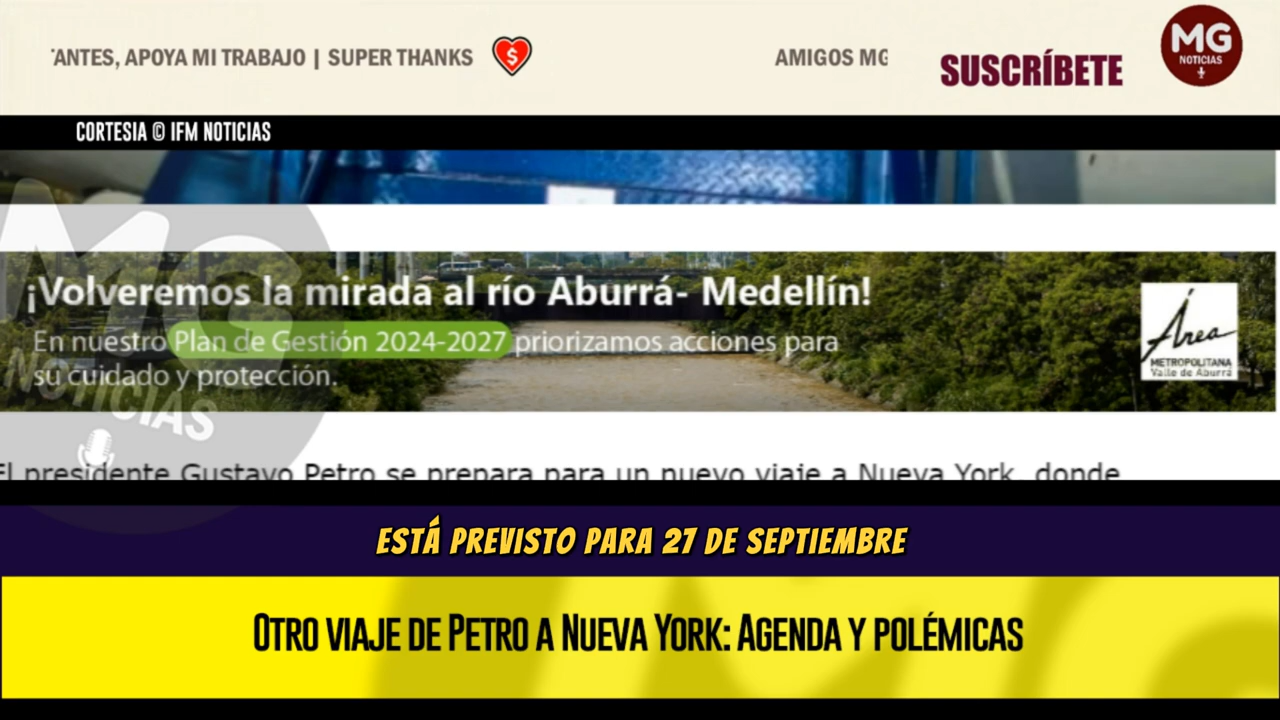 TANTES, APOYA MI TRABAJO | SUPER THANKS
AMIGOS MG
SUSCRÍBETE
MG
NOTICIAS
CORTESIA © IFM NOTICIAS
¡Volveremos la mirada al río Aburrá- Medellín!
En nuestro Plan de Gestión 2024-2027 priorizamos acciones para
su cuidado y protección.
Área
METROPOLITANA
Valle de Aburrá
MG
NOTICIAS
El presidente Gustavo Petro se prepara para un nuevo viaje a Nueva York, donde
ESTÁ PREVISTO PARA 27 DE SEPTIEMBRE
OTRO VIAJE DE PETRO A NUEVA YORK: AGENDA Y POLÉMICAS